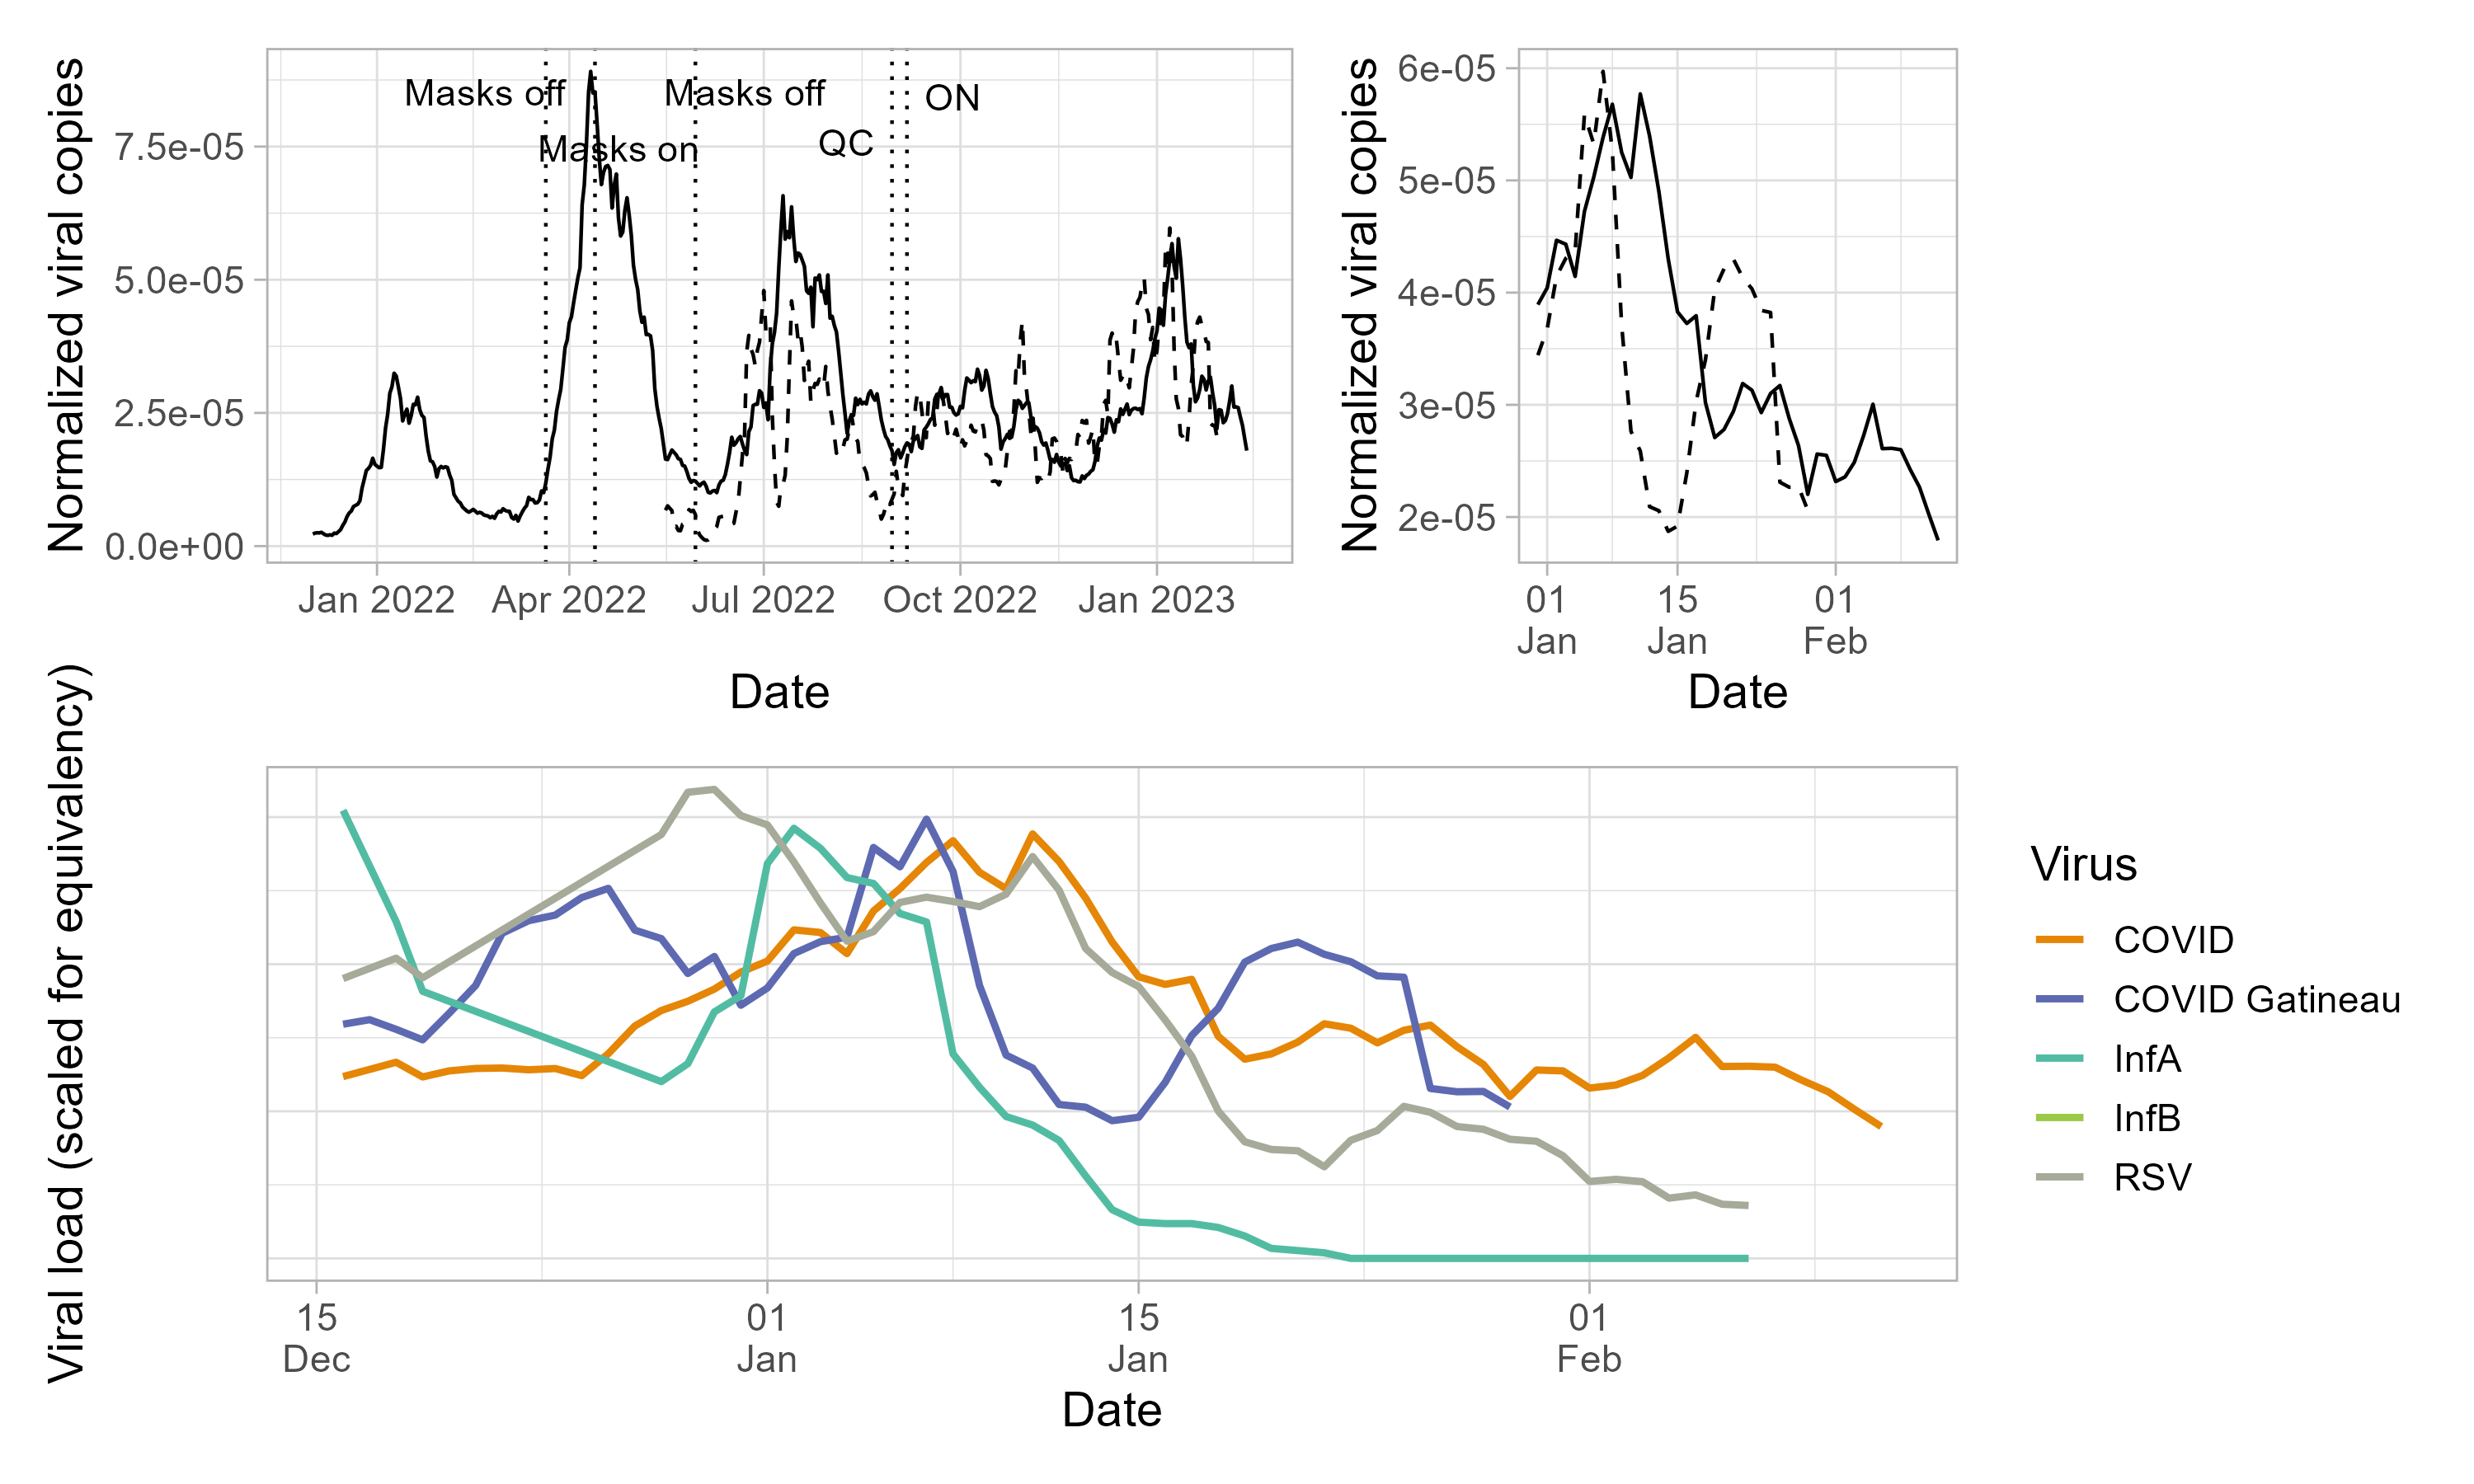 Normalized viral copies
7.5e-05
5.0e-05
2.5e-05
0.0e+00
Masks off
Masks on
Masks off
QC
ON
Jan 2022
Apr 2022
Jul 2022
Oct 2022
Jan 2023
Date
Normalized viral copies
6e-05
5e-05
4e-05
3e-05
2e-05
01
Jan
15
Jan
01
Feb
Date
Viral load (scaled for equivalency)
15
Dec
01
Jan
15
Jan
01
Feb
Date
Virus
COVID
COVID Gatineau
InfA
InfB
RSV